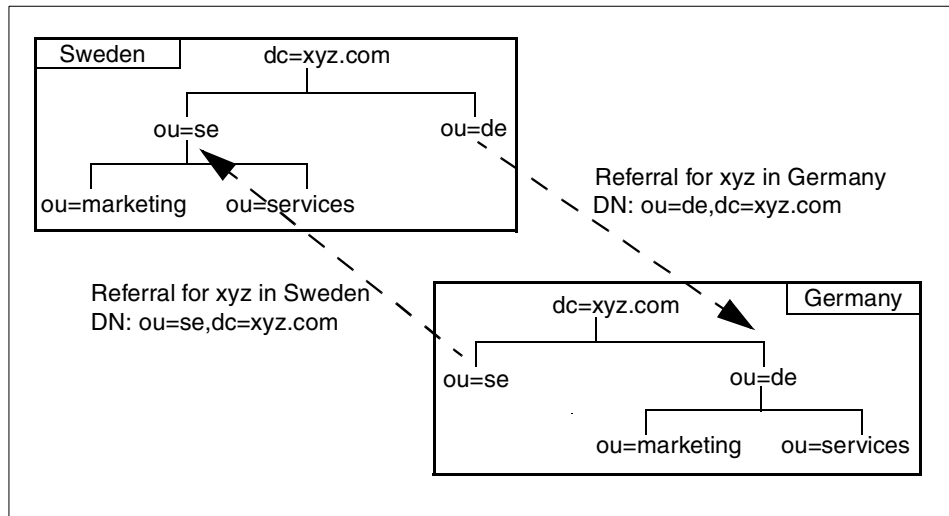 Sweden
dc=xyz.com
ou=se
ou=de
ou=marketing
ou=services
Referral for xyz in Germany
DN: ou=de,dc=xyz.com
Referral for xyz in Sweden
DN: ou=se,dc=xyz.com
dc=xyz.com
Germany
ou=se
ou=de
ou=marketing
ou=services